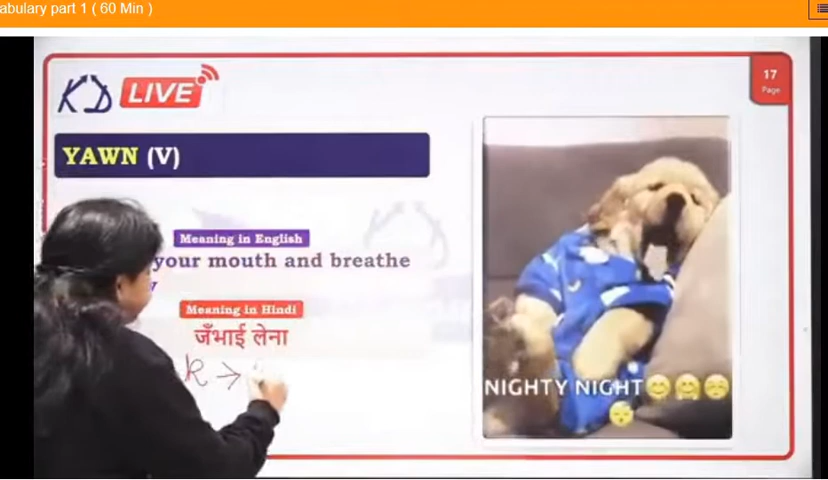 abulary part 1 ( 60 Min )
KD LIVE
17
Page
YAWN (V)
Meaning in English
your mouth and breathe
Meaning in Hindi
जँभाई लेना
R →
NIGHTY NIGHT😊🤗😌
😴